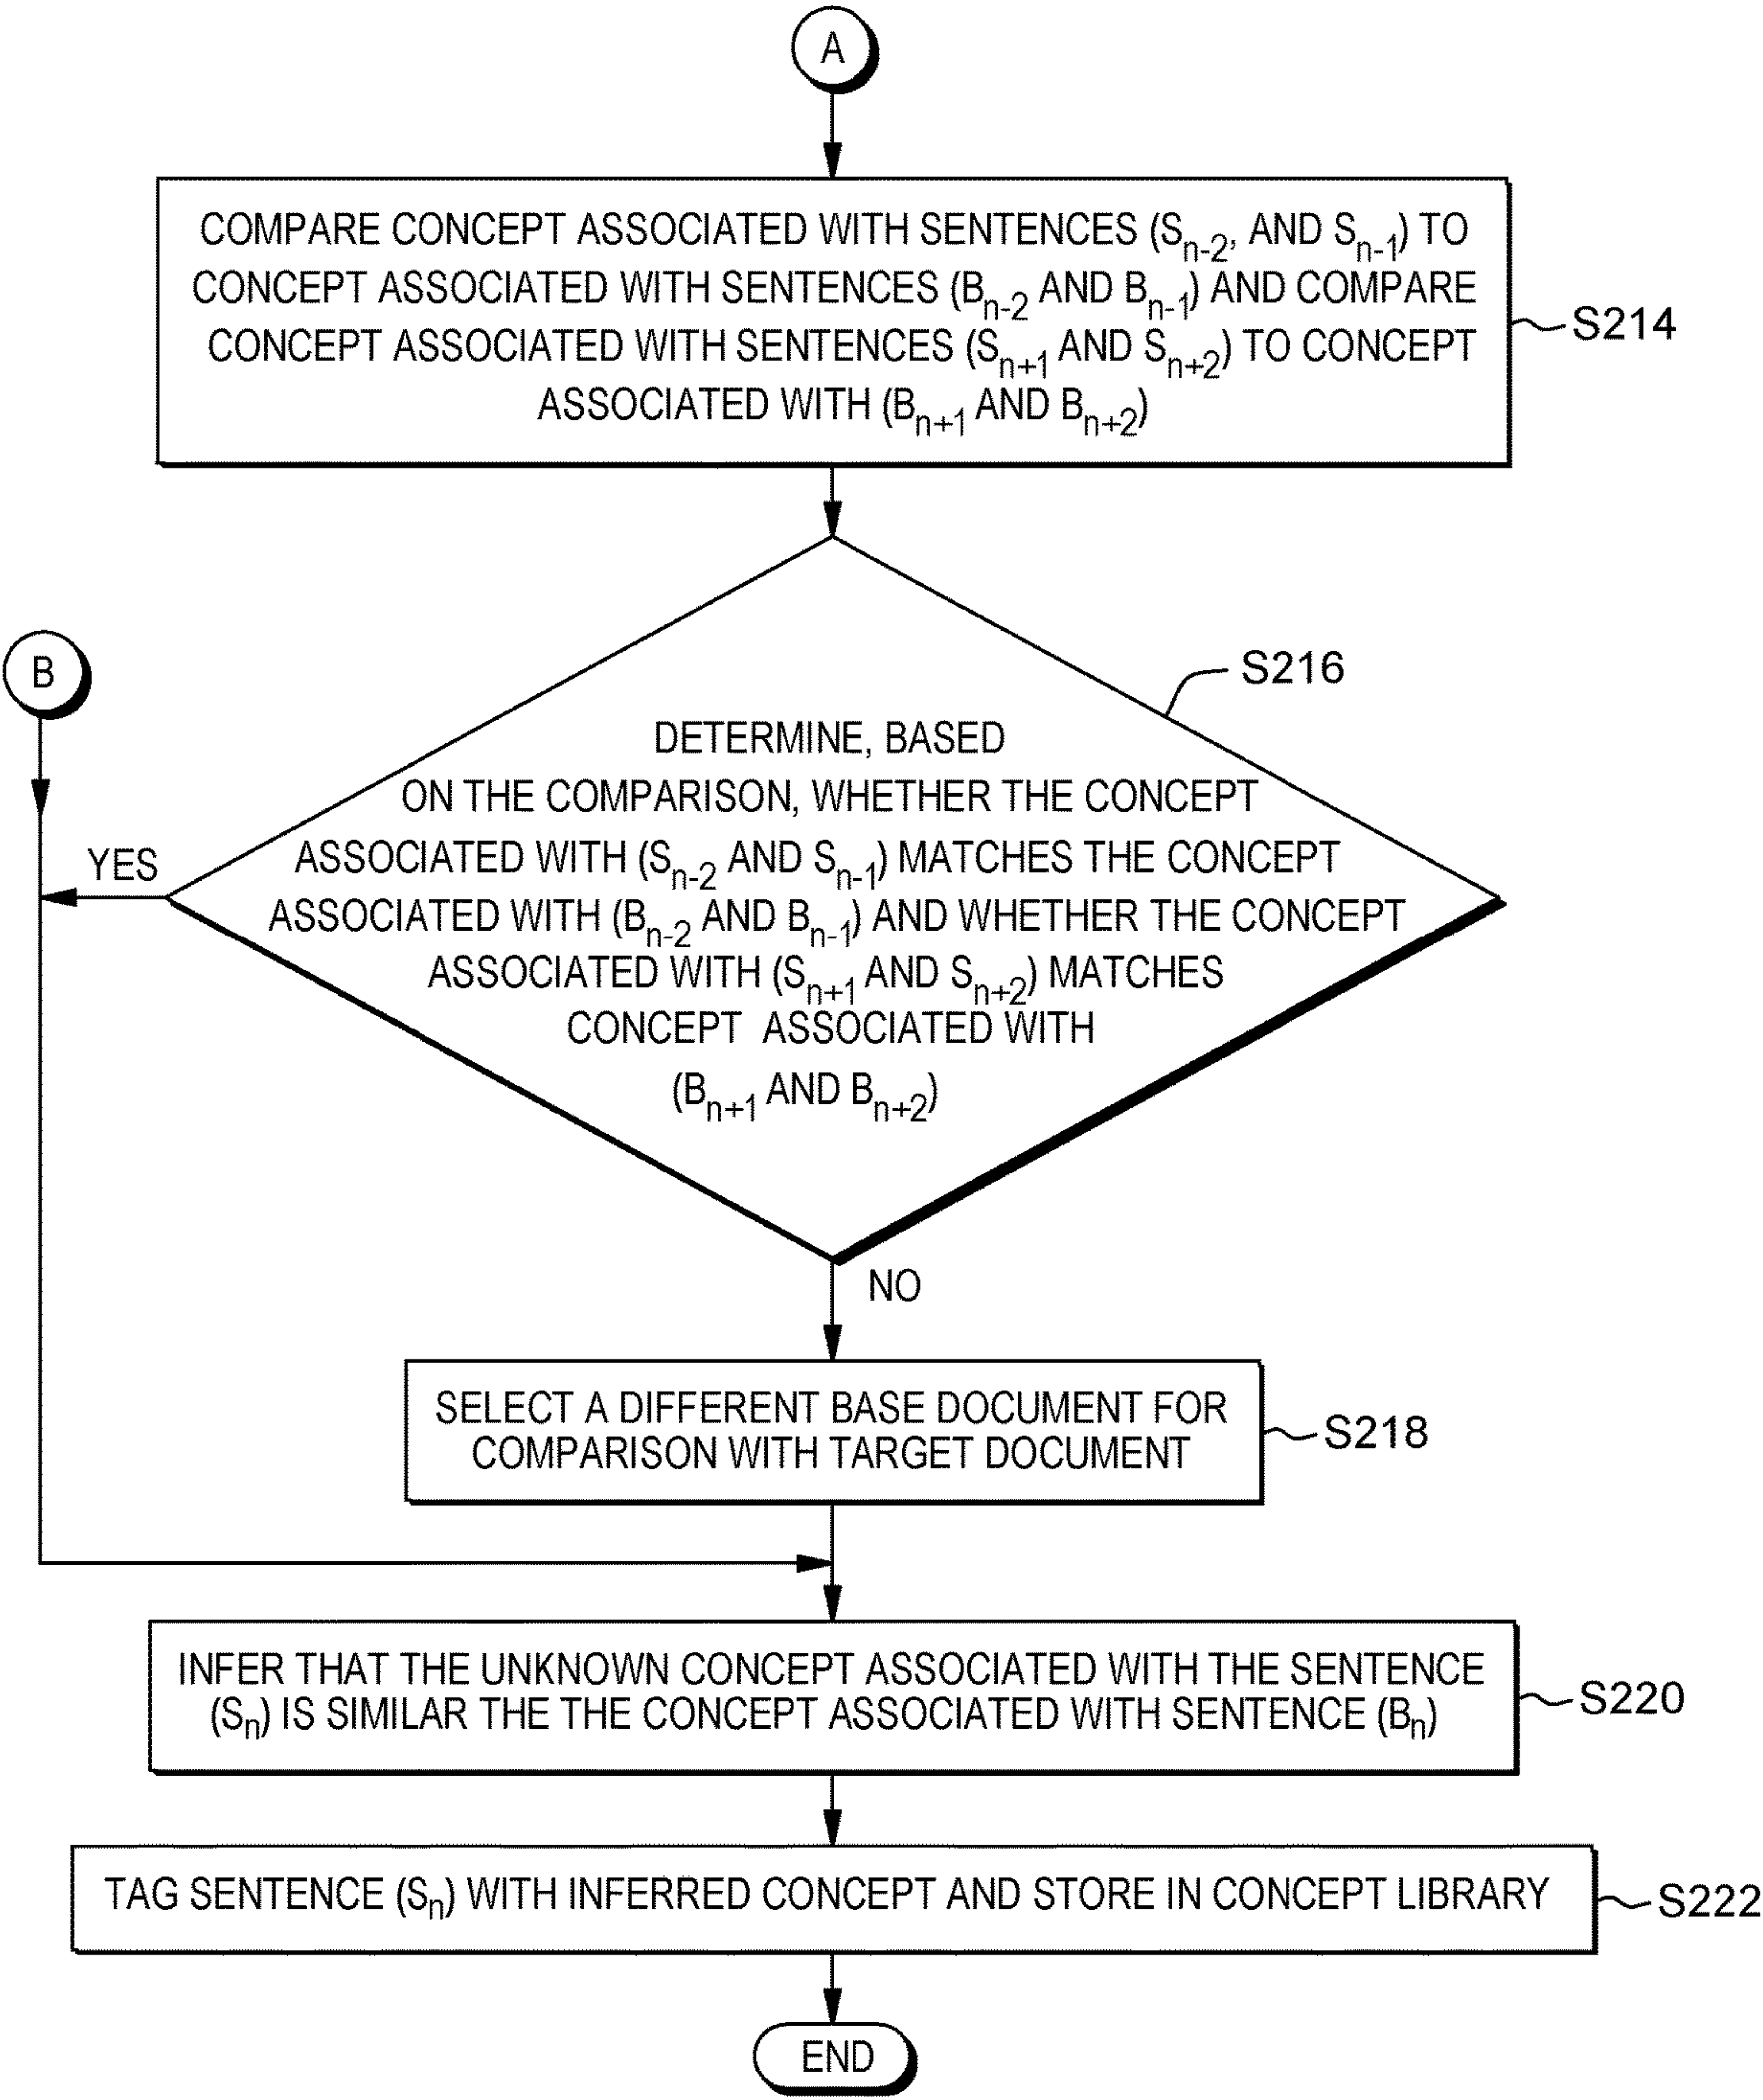 A
COMPARE CONCEPT ASSOCIATED WITH SENTENCES (Sn-2, AND Sn-1) TO
CONCEPT ASSOCIATED WITH SENTENCES (Bn-2 AND Bn-1) AND COMPARE
CONCEPT ASSOCIATED WITH SENTENCES (Sn+1 AND Sn+2) TO CONCEPT
ASSOCIATED WITH (Bn+1 AND Bn+2)
S214
B
S216
DETERMINE, BASED
ON THE COMPARISON, WHETHER THE CONCEPT
ASSOCIATED WITH (Sn-2 AND Sn-1) MATCHES THE CONCEPT
ASSOCIATED WITH (Bn-2 AND Bn-1) AND WHETHER THE CONCEPT
ASSOCIATED WITH (Sn+1 AND Sn+2) MATCHES
CONCEPT ASSOCIATED WITH
(Bn+1 AND Bn+2)
YES
NO
SELECT A DIFFERENT BASE DOCUMENT FOR
COMPARISON WITH TARGET DOCUMENT
S218
INFER THAT THE UNKNOWN CONCEPT ASSOCIATED WITH THE SENTENCE
(Sn) IS SIMILAR THE THE CONCEPT ASSOCIATED WITH SENTENCE (Bn)
S220
TAG SENTENCE (Sn) WITH INFERRED CONCEPT AND STORE IN CONCEPT LIBRARY
S222
END